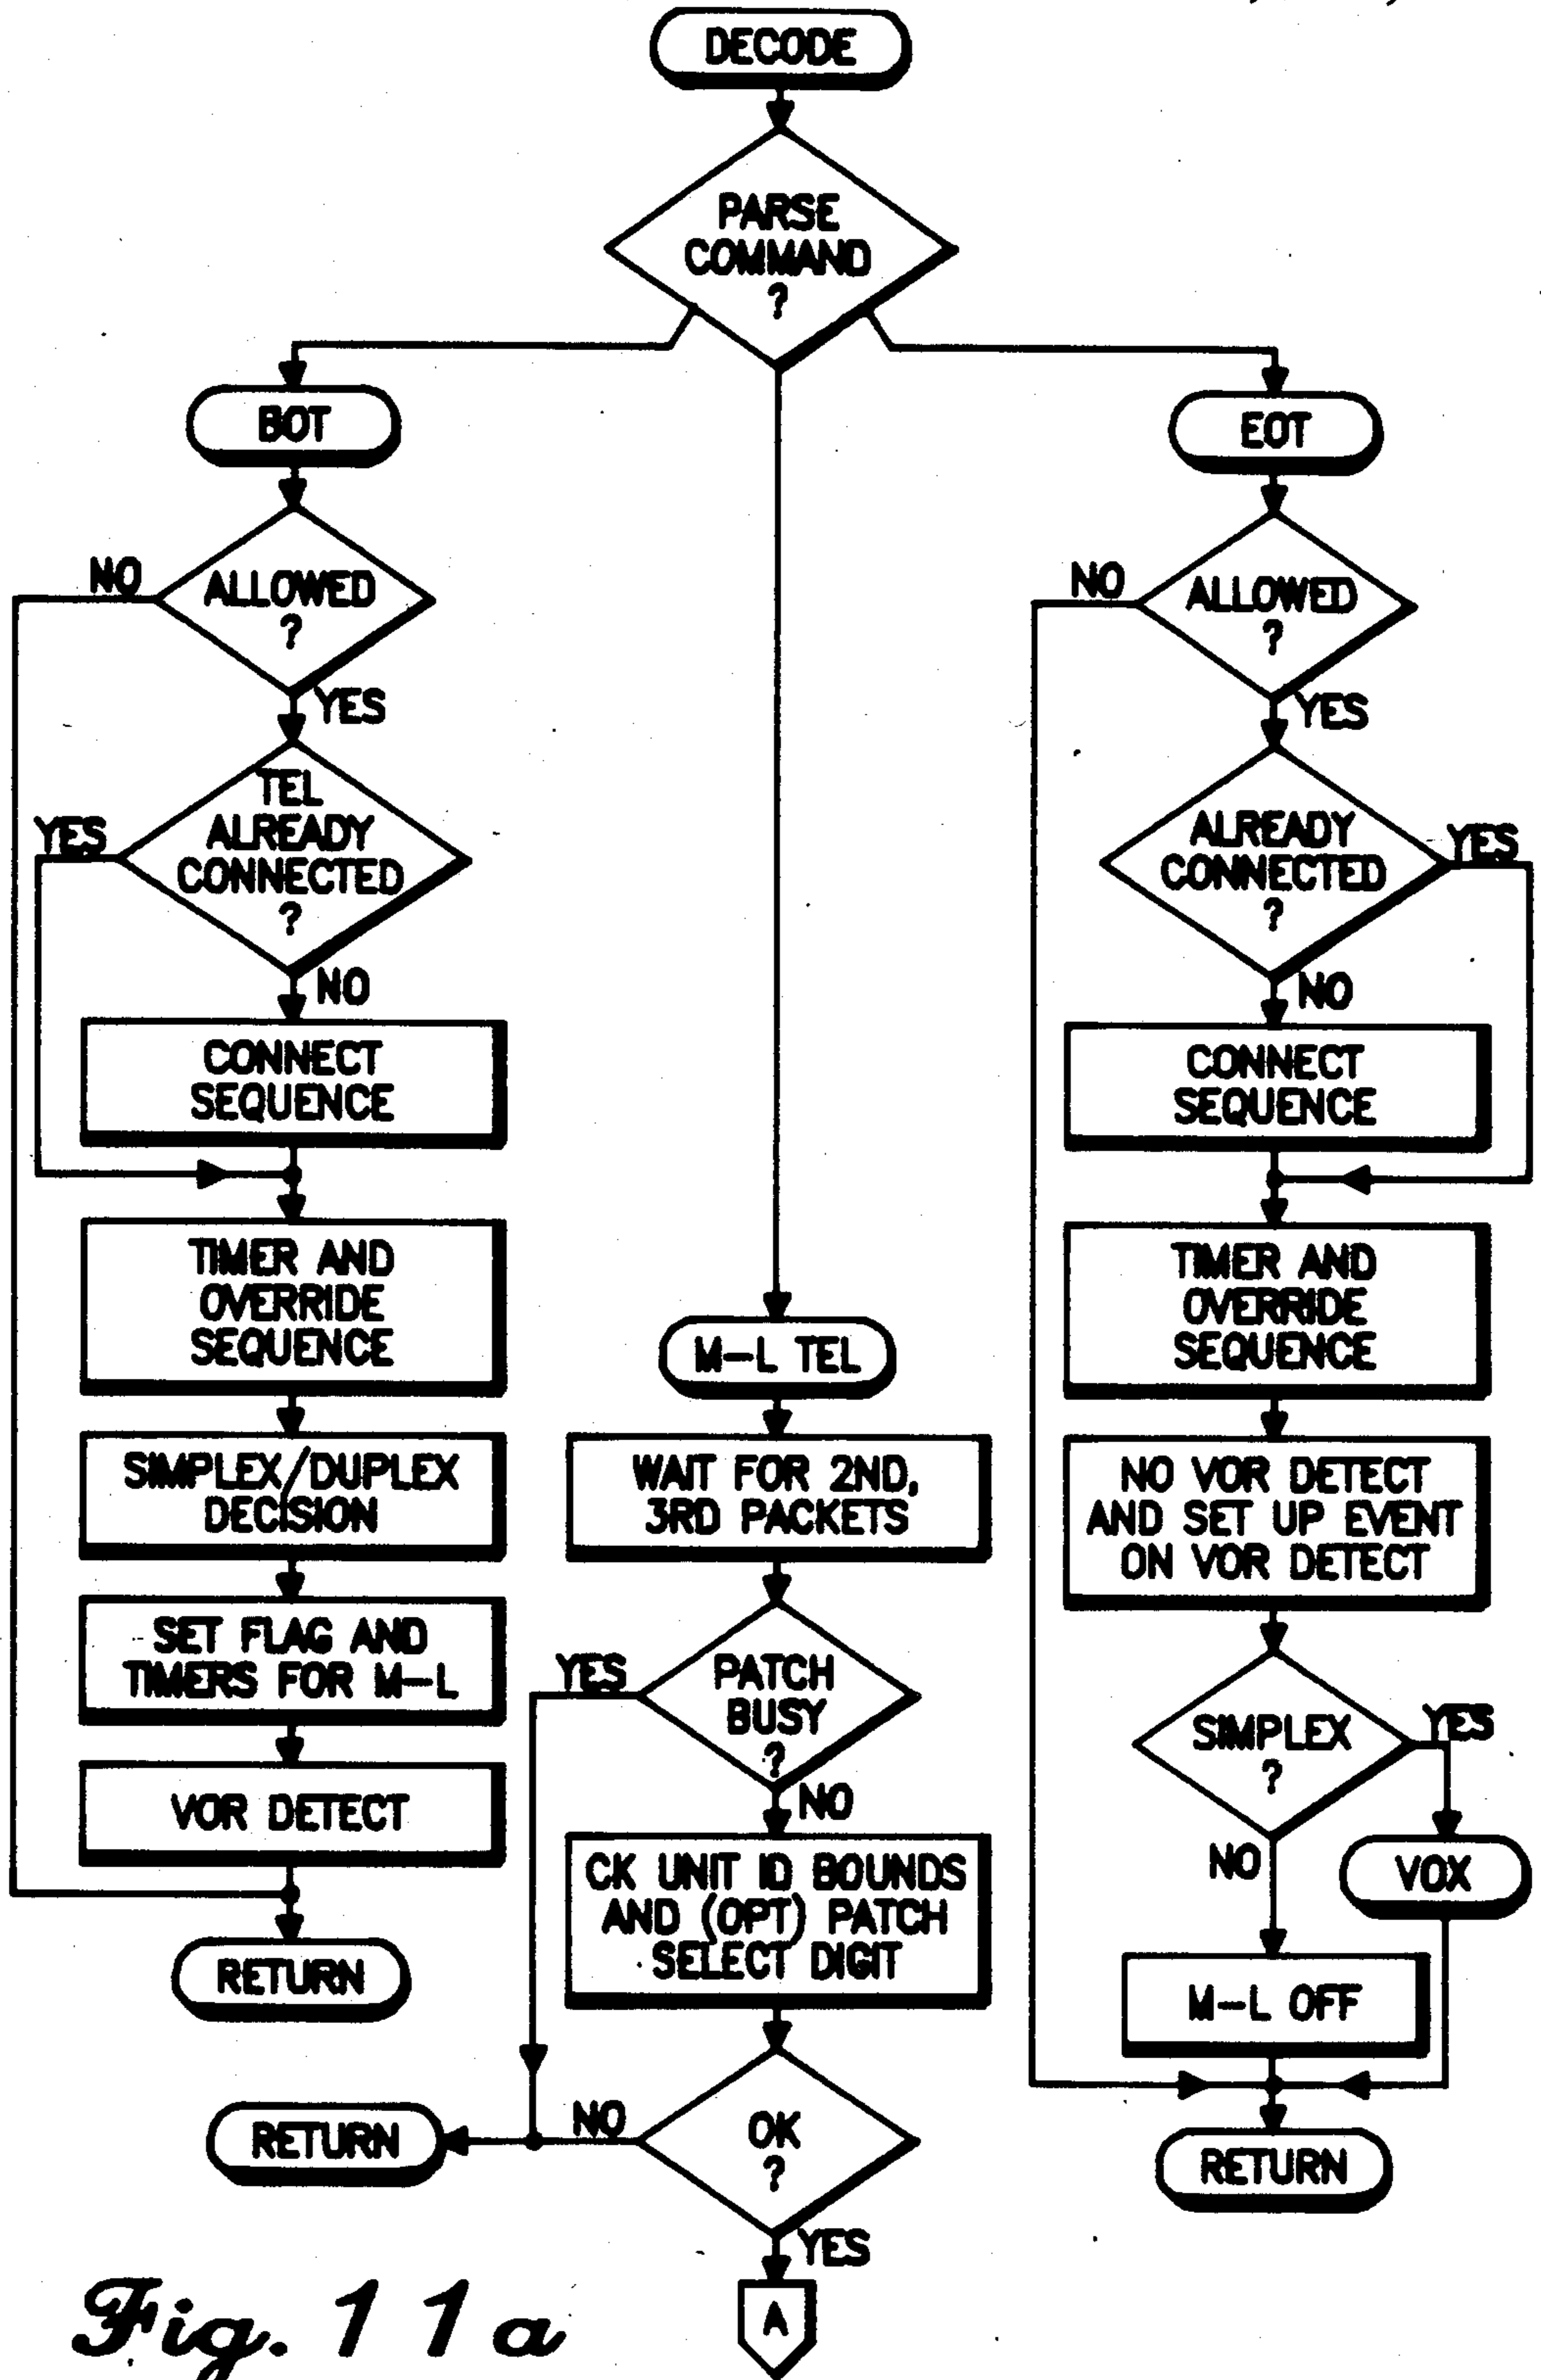 DECODE
PARSE
COMMAND
?
BOT
ALLOWED
?
NO
YES
TEL
ALREADY
CONNECTED
?
YES
NO
CONNECT
SEQUENCE
TIMER AND
OVERRIDE
SEQUENCE
SIMPLEX/DUPLEX
DECISION
SET FLAG AND
TIMERS FOR M-L
VOR DETECT
RETURN
M-L TEL
WAIT FOR 2ND,
3RD PACKETS
PATCH
BUSY
?
YES
NO
CK UNIT ID BOUNDS
AND (OPT) PATCH
SELECT DIGIT
OK
?
NO
RETURN
YES
A
EOT
ALLOWED
?
NO
YES
ALREADY
CONNECTED
?
YES
NO
CONNECT
SEQUENCE
TIMER AND
OVERRIDE
SEQUENCE
NO VOR DETECT
AND SET UP EVENT
ON VOR DETECT
SIMPLEX
?
YES
NO
VOX
M-L OFF
RETURN
Fig. 11a